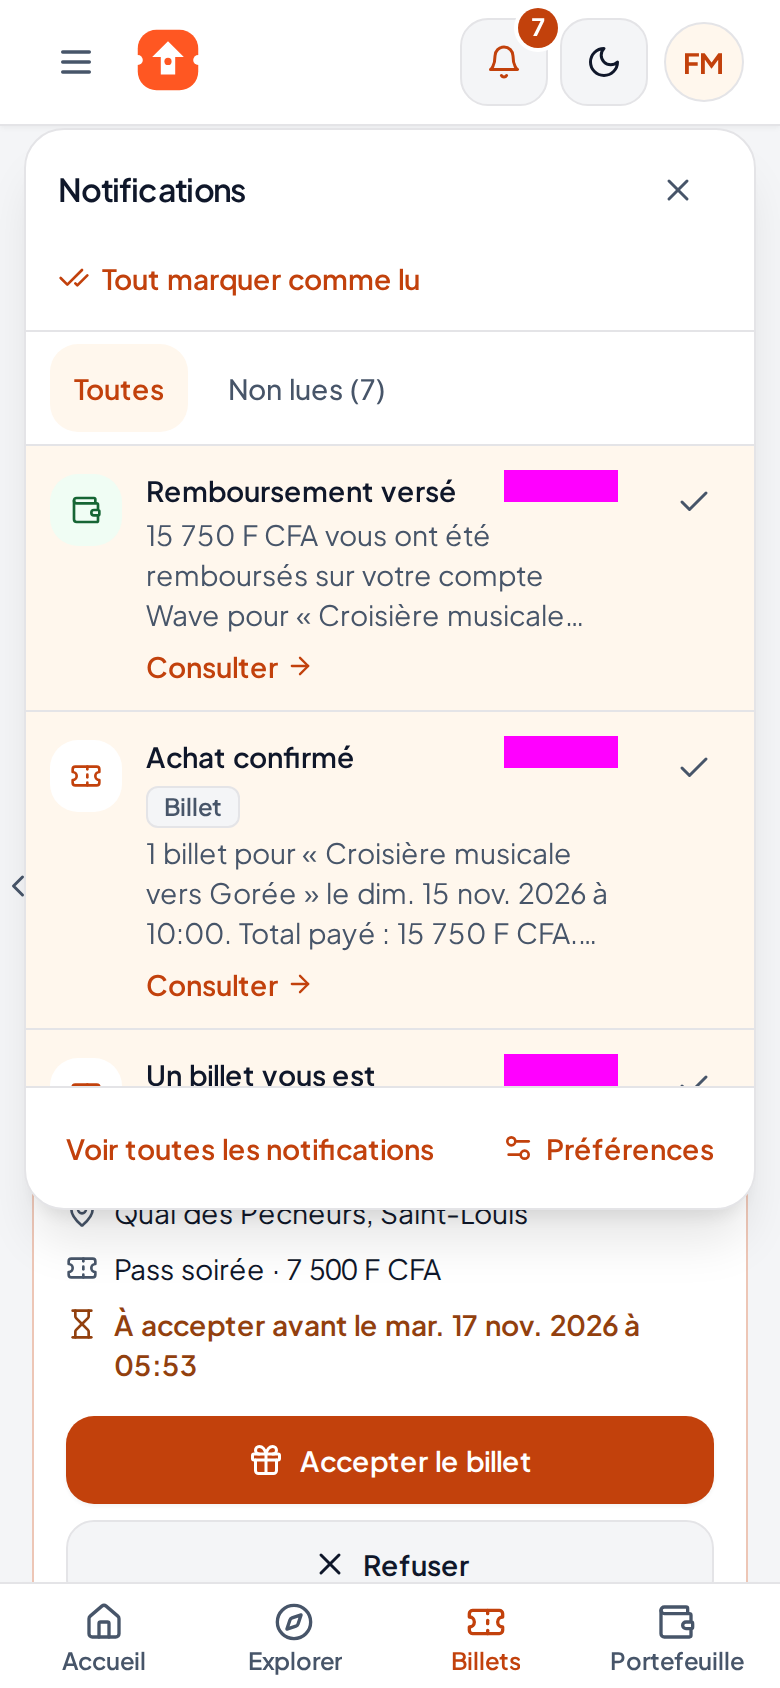 7
FM
Notifications
Tout marquer comme lu
Toutes
Non lues (7)
Remboursement versé
15 750 F CFA vous ont été
remboursés sur votre compte
Wave pour « Croisière musicale...
Consulter →
Achat confirmé
Billet
1 billet pour « Croisière musicale
vers Gorée » le dim. 15 nov. 2026 à
10:00. Total payé : 15 750 F CFA....
Consulter →
Un billet vous est
Voir toutes les notifications
Préférences
Quai des Pêcheurs, Saint-Louis
Pass soirée · 7 500 F CFA
À accepter avant le mar. 17 nov. 2026 à
05:53
Accepter le billet
Refuser
Accueil
Explorer
Billets
Portefeuille